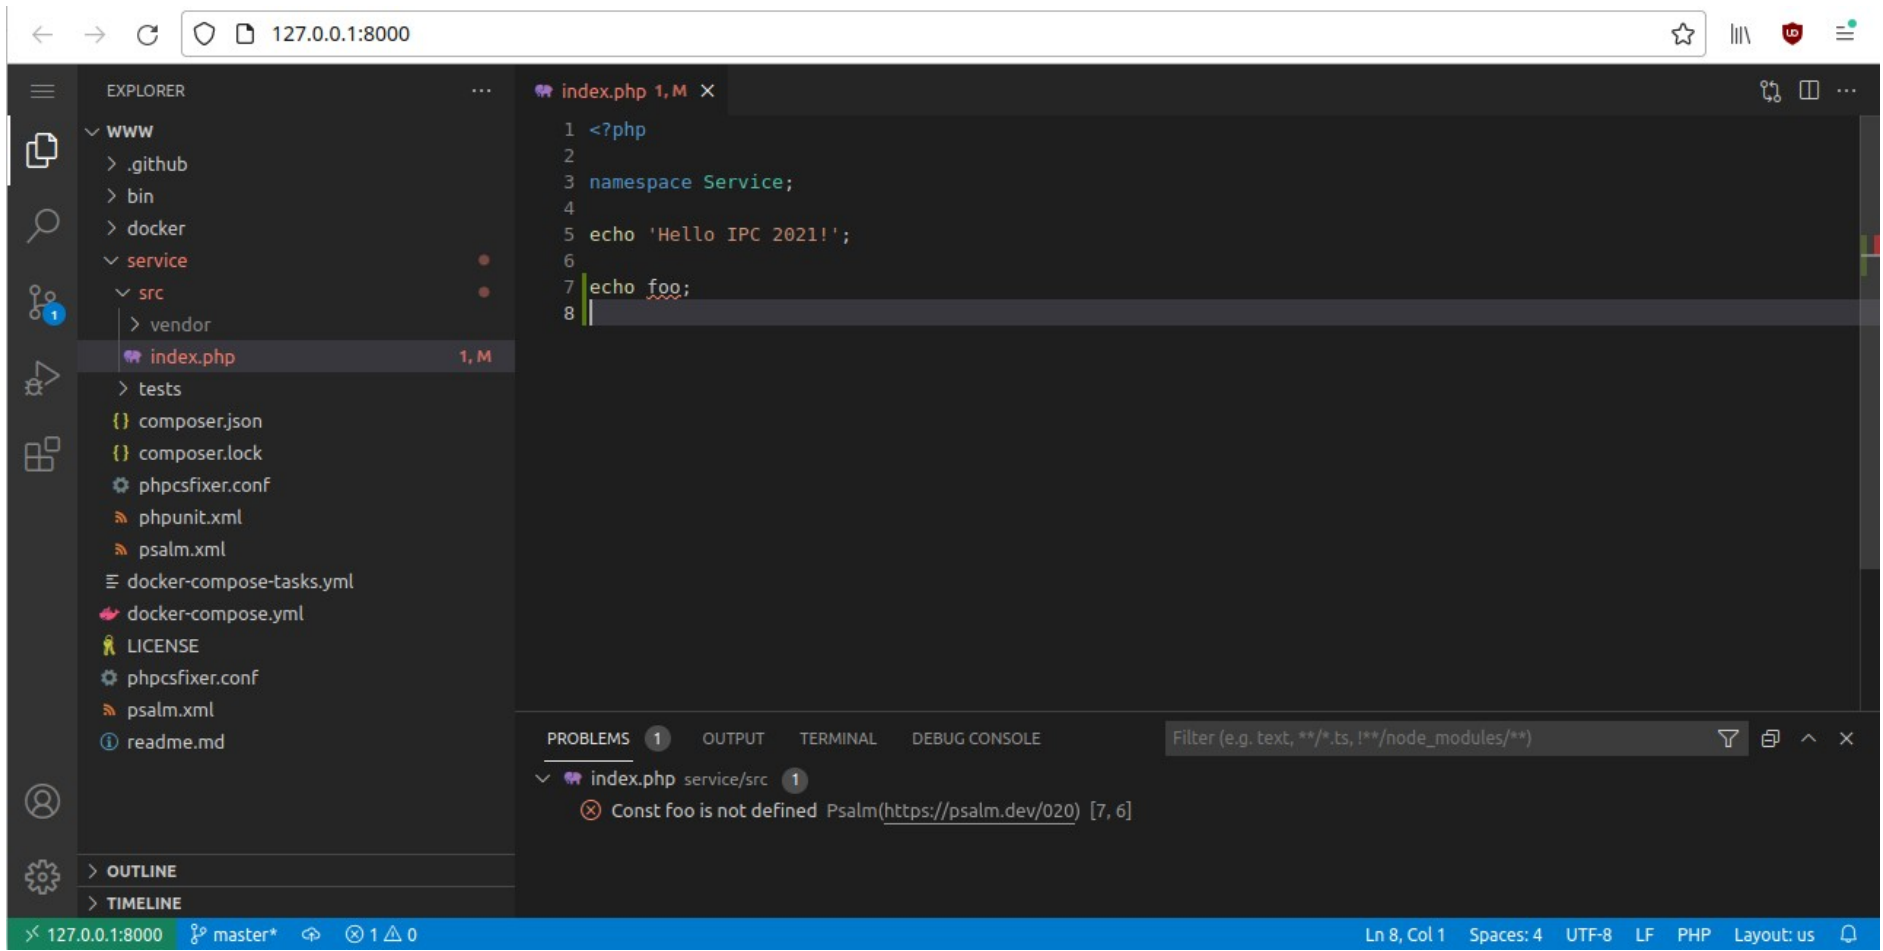 127.0.0.1:8000
EXPLORER
WWW
.github
bin
docker
service
src
vendor
index.php 1, M
tests
{} composer.json
{} composer.lock
phpcsfixer.conf
phpunit.xml
psalm.xml
docker-compose-tasks.yml
docker-compose.yml
LICENSE
phpcsfixer.conf
psalm.xml
readme.md
OUTLINE
TIMELINE
1
index.php 1, M
1 <?php
2
3 namespace Service;
4
5 echo 'Hello IPC 2021!';
6
7 echo foo;
8
PROBLEMS 1 OUTPUT TERMINAL DEBUG CONSOLE Filter (e.g. text, **/*.ts, !**/node_modules/**)
index.php service/src 1
Const foo is not defined Psalm(https://psalm.dev/020) [7, 6]
127.0.0.1:8000 master* 1 0 Ln 8, Col 1 Spaces: 4 UTF-8 LF PHP Layout: us